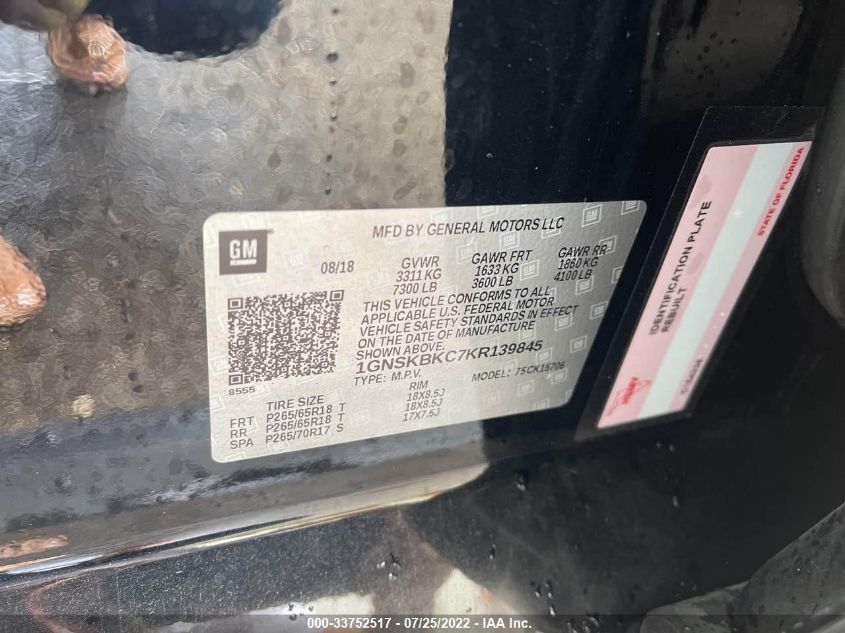 GM
MFD BY GENERAL MOTORS LLC
08/18
GVWR GAWR FRT GAWR RR
3311 KG 1633 KG 1860 KG
7300 LB 3600 LB 4100 LB
THIS VEHICLE CONFORMS TO ALL
APPLICABLE U.S. FEDERAL MOTOR
VEHICLE SAFETY STANDARDS IN EFFECT
ON THE DATE OF MANUFACTURE
SHOWN ABOVE.
1GNSKBKC7KR139845
TYPE: M.P.V. MODEL: 75CK15706
8555
TIRE SIZE RIM
FRT P265/65R18 T 18X8.5J
RR P265/65R18 T 18X8.5J
SPA P265/70R17 S 17X7.5J
STATE OF FLORIDA
IDENTIFICATION PLATE
REBUILT
000-33752517 - 07/25/2022 - IAA Inc.